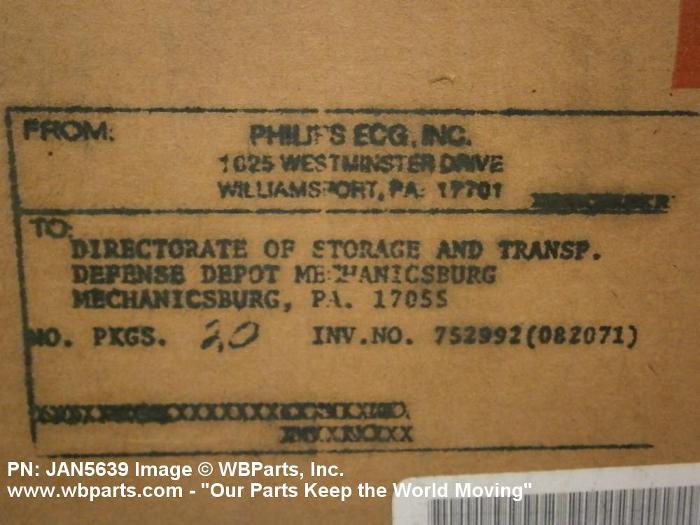 FROM: PHILIPS ECG, INC.
1025 WESTMINSTER DRIVE
WILLIAMSPORT, PA. 17701
TO:
DIRECTORATE OF STORAGE AND TRANSP.
DEFENSE DEPOT MECHANICSBURG
MECHANICSBURG, PA. 17055
NO. PKGS. 20 INV.NO. 752992(082071)
PN: JAN5639 Image © WBParts, Inc.
www.wbparts.com - "Our Parts Keep the World Moving"